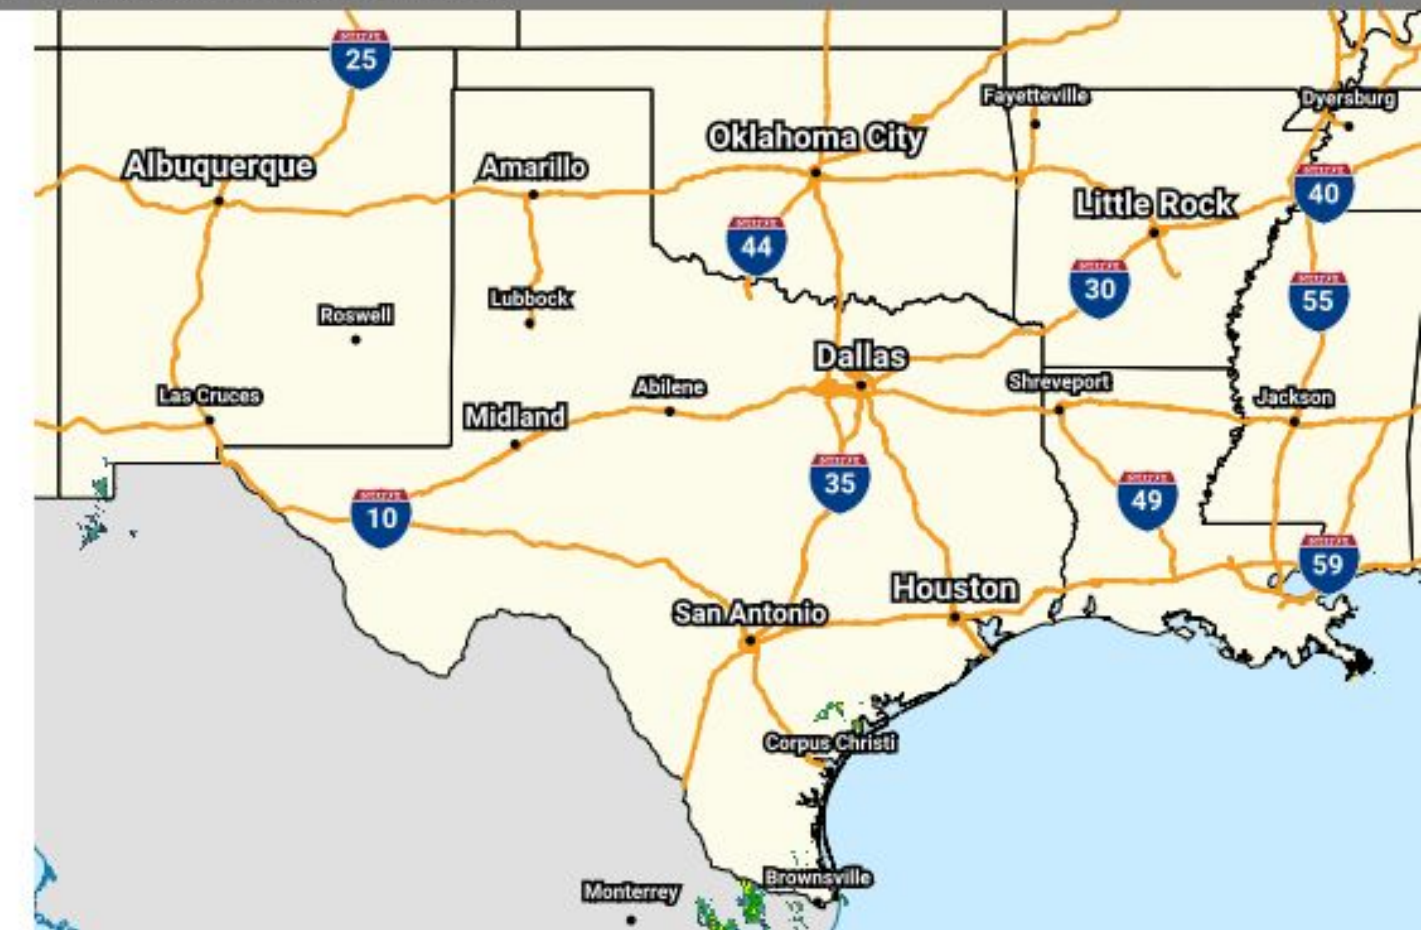 25
Fayetteville
Dyersburg
Oklahoma City
Albuquerque
Amarillo
40
Little Rock
44
30
55
Lubbock
Roswell
Dallas
Shreveport
Abilene
Las Cruces
Jackson
Midland
35
49
10
59
Houston
San Antonio
Corpus Christi
Brownsville
Monterrey